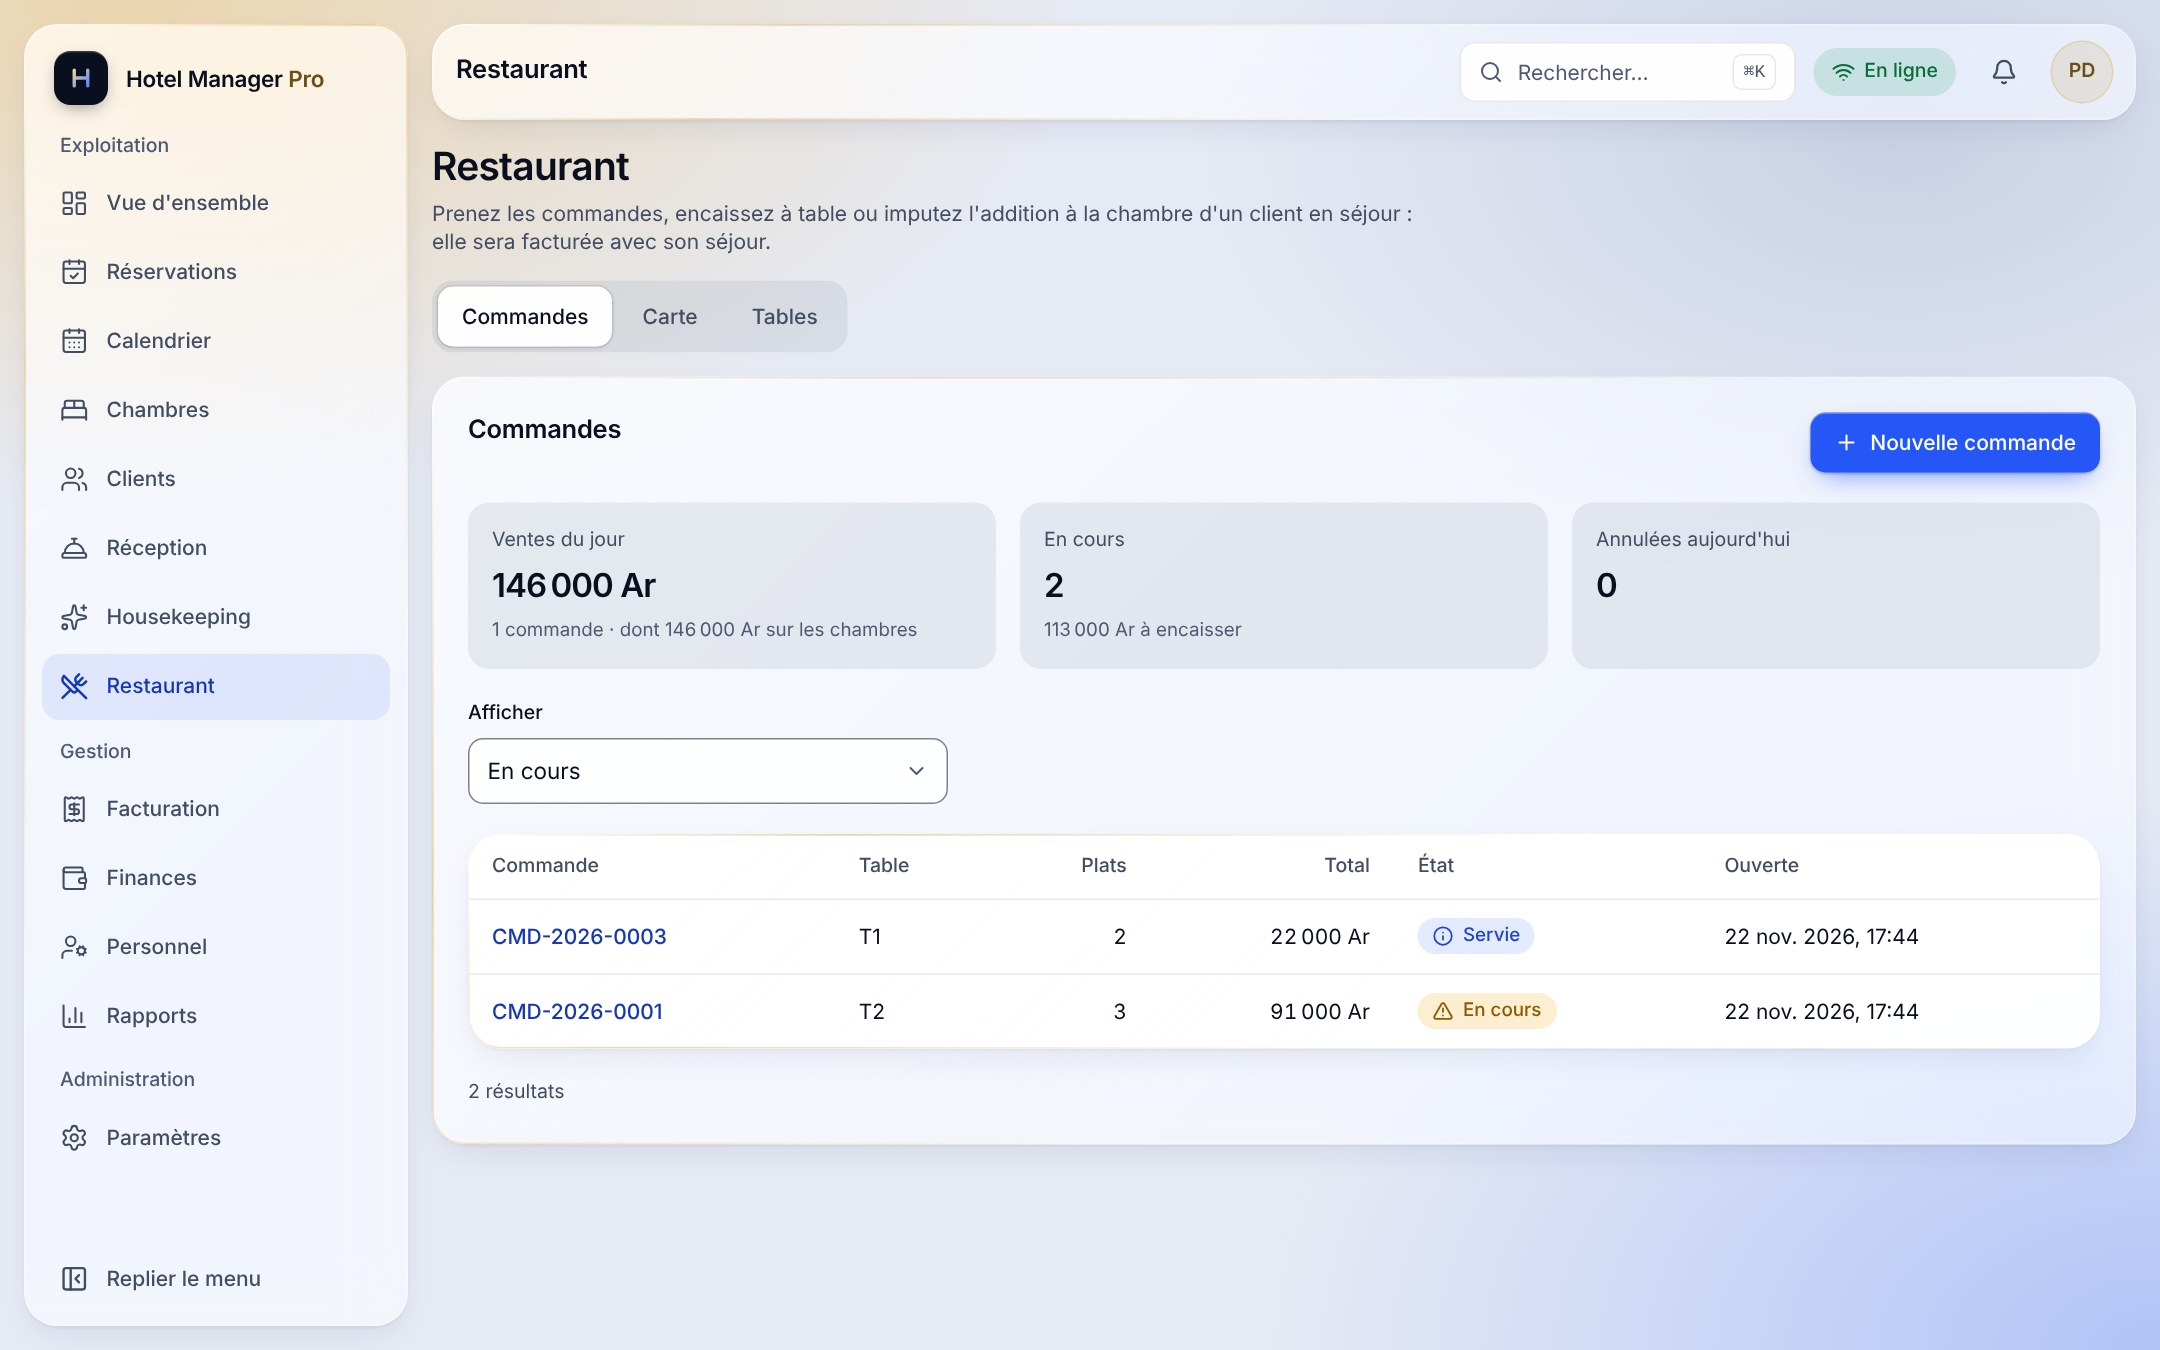 Hotel Manager Pro
Exploitation
Vue d'ensemble
Réservations
Calendrier
Chambres
Clients
Réception
Housekeeping
Restaurant
Gestion
Facturation
Finances
Personnel
Rapports
Administration
Paramètres
Replier le menu
Restaurant
Rechercher...
⌘K
En ligne
PD
Restaurant
Prenez les commandes, encaissez à table ou imputez l'addition à la chambre d'un client en séjour :
elle sera facturée avec son séjour.
Commandes Carte Tables
Commandes
+ Nouvelle commande
Ventes du jour
146 000 Ar
1 commande · dont 146 000 Ar sur les chambres
En cours
2
113 000 Ar à encaisser
Annulées aujourd'hui
0
Afficher
En cours
Commande Table Plats Total État Ouverte
CMD-2026-0003 T1 2 22 000 Ar Servie 22 nov. 2026, 17:44
CMD-2026-0001 T2 3 91 000 Ar En cours 22 nov. 2026, 17:44
2 résultats